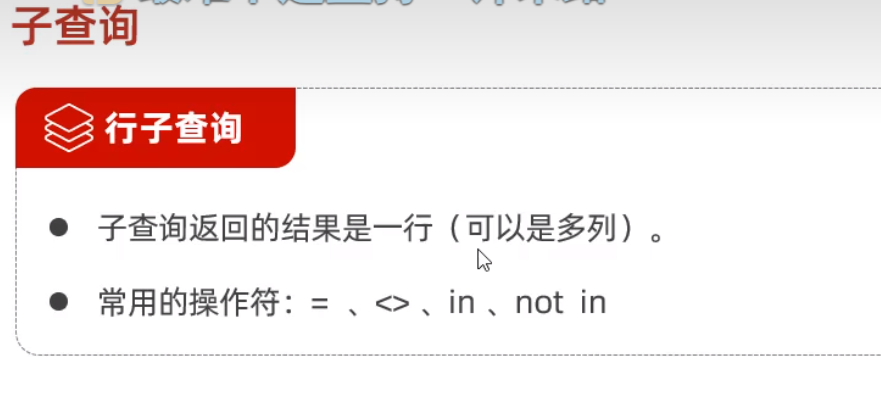 子查询
行子查询
子查询返回的结果是一行（可以是多列）。
常用的操作符：= 、<> 、in 、not in